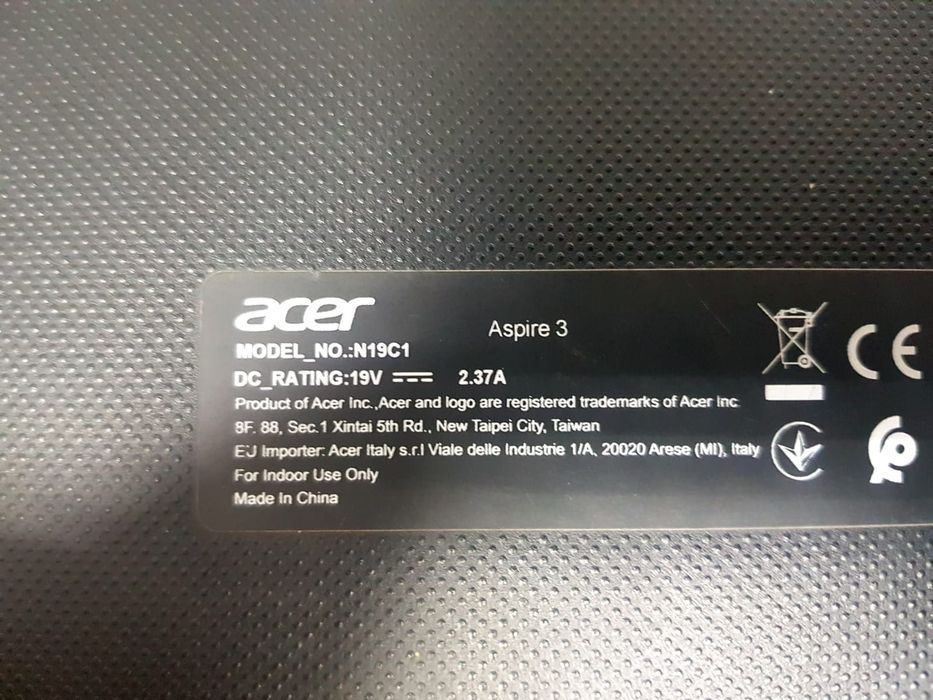 acer
Aspire 3
MODEL_NO.:N19C1
DC_RATING:19V 2.37A
Product of Acer Inc.,Acer and logo are registered trademarks of Acer Inc.
8F. 88, Sec.1 Xintai 5th Rd., New Taipei City, Taiwan
EU Importer: Acer Italy s.r.l Viale delle Industrie 1/A, 20020 Arese (MI), Italy
For Indoor Use Only
Made In China
CE